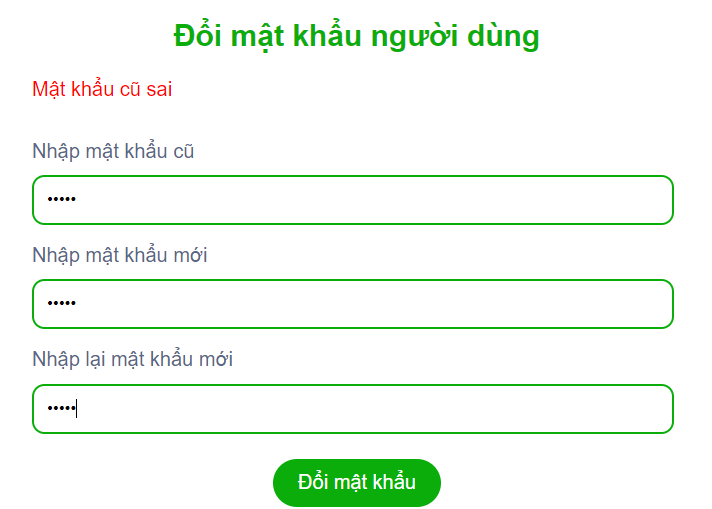 Đổi mật khẩu người dùng
Mật khẩu cũ sai
Nhập mật khẩu cũ
•••••
Nhập mật khẩu mới
•••••
Nhập lại mật khẩu mới
•••••
Đổi mật khẩu